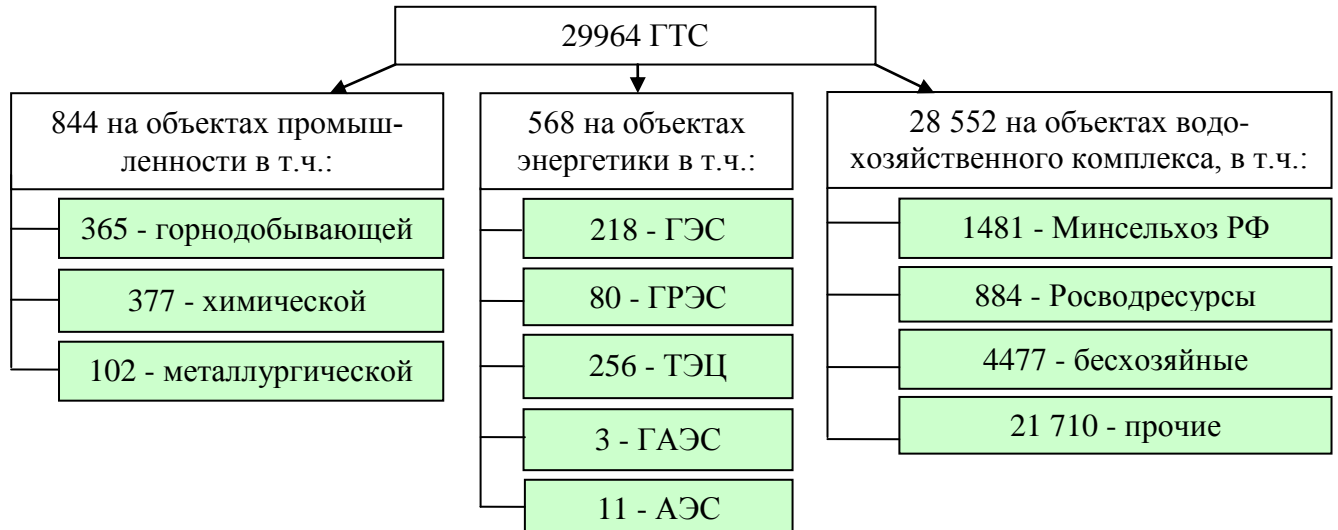 29964 ГТС
844 на объектах промыш-
ленности в т.ч.:
365 - горнодобывающей
377 - химической
102 - металлургической
568 на объектах
энергетики в т.ч.:
218 - ГЭС
80 - ГРЭС
256 - ТЭЦ
3 - ГАЭС
11 - АЭС
28 552 на объектах водо-
хозяйственного комплекса, в т.ч.:
1481 - Минсельхоз РФ
884 - Росводресурсы
4477 - бесхозяйные
21 710 - прочие